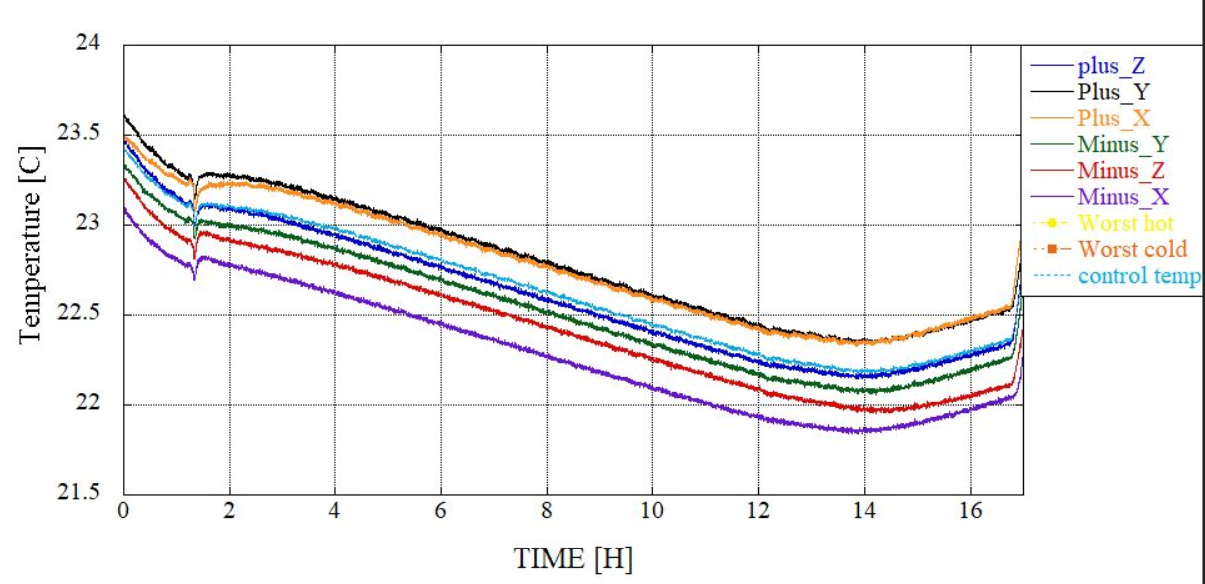 24
23.5
23
22.5
22
21.5
Temperature [C]
0 2 4 6 8 10 12 14 16
TIME [H]
plus_Z
Plus_Y
Plus_X
Minus_Y
Minus_Z
Minus_X
Worst hot
Worst cold
control temp